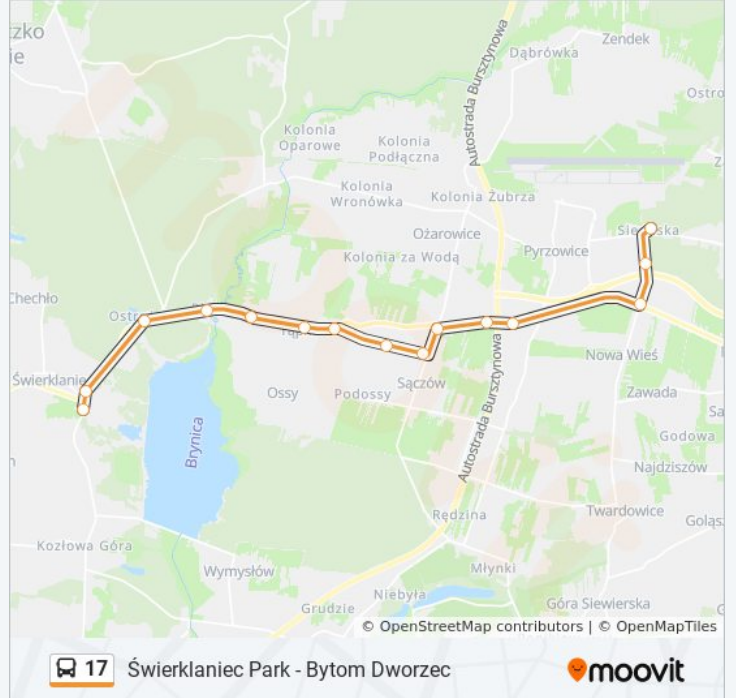 zko
ie
Zendek
Dąbrówka
Autostrada Bursztynowa
Ostro
Kolonia
Oparowe
Kolonia
Podłączna
Kolonia
Wronówka
Kolonia Żubrza
Ożarowice
Kolonia za Wodą
Pyrzowice
Chechło
Nowa Wieś
Świerklanie
Ossy
Podossy
Sączów
Zawada
Sa
Brynica
Autostrada Bursztynowa
Godowa
Najdziszów
Rędzina
Twardowice
Goląs
Kozłowa Góra
Wymysłów
Młynki
Niebyła
Grudzie
Góra Siewierska
© OpenStreetMap contributors | © OpenMapTiles
17 Świerklaniec Park - Bytom Dworzec
moovit